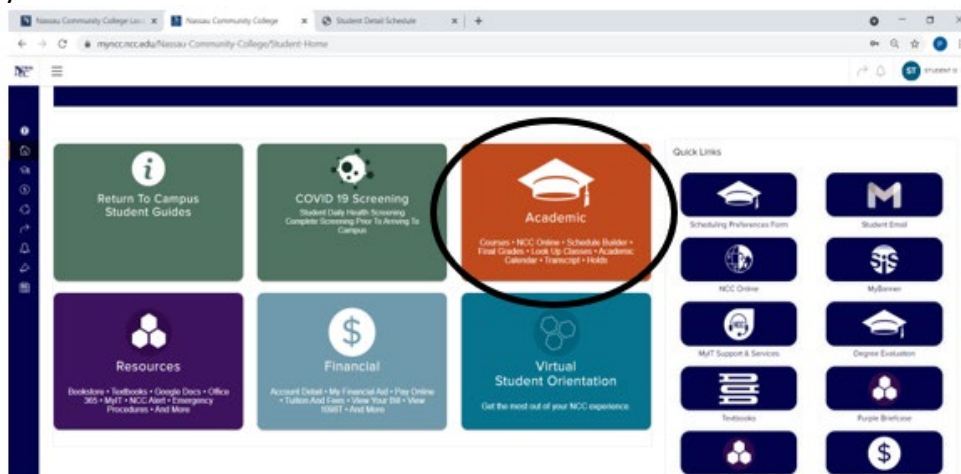 Nassau Community College
Student Detail Schedule
myncc.ncc.edu/Nassau-Community-College/Student-Home
ST
Return To Campus
Student Guides
COVID 19 Screening
Student Daily Health Screening
Complete Screening Prior To Arriving To
Campus
Academic
Courses • NCC Online • Schedule Builder •
Final Grades • Look Up Classes • Academic
Calendar • Transcript • Holds
Resources
Bookstore • Textbooks • Google Docs • Office
365 • MyIT • NCC Alert • Emergency
Procedures • And More
Financial
Account Detail • My Financial Aid • Pay Online
• Tuition And Fees • View Your Bill • View
1098T • And More
Virtual
Student Orientation
Get the most out of your NCC experience.
Quick Links
Scheduling Preferences Form
Student Email
NCC Online
SIS
MyBanner
NCC
MyIT Support & Services
Degree Evaluation
Textbooks
Purple Briefcase